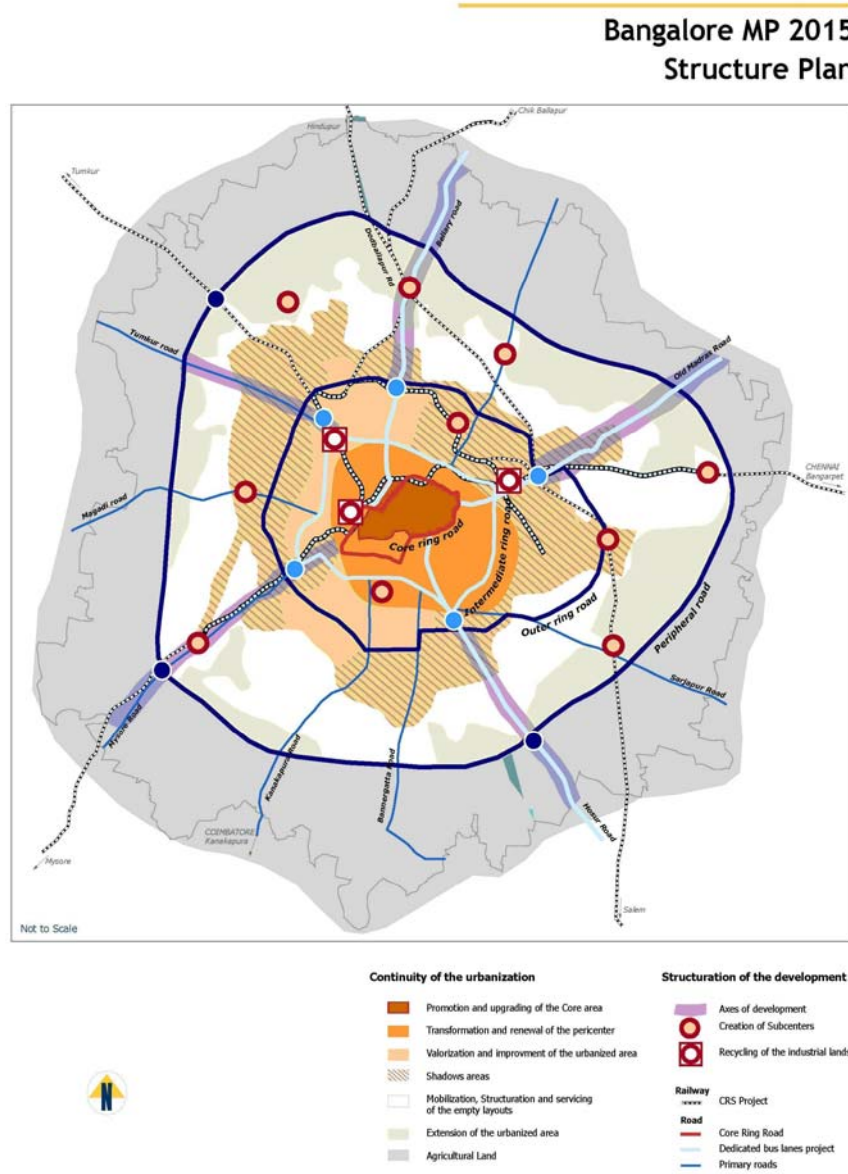 Bangalore MP 2015
Structure Plan
Chik Ballapur
Hindupur
Tumkur
Bellary road
Dodballapur Rd
Tumkur road
Old Madras Road
CHENNAI
Bangarpet
Magadi road
Core ring road
Intermediate ring road
Outer ring road
Peripheral road
Sarjapur Road
Mysore Road
Kanakapura Road
Bannergatta Road
Hosur Road
COIMBATORE
Kanakapura
Mysore
Salem
Not to Scale
N
Continuity of the urbanization
Promotion and upgrading of the Core area
Transformation and renewal of the pericenter
Valorization and improvment of the urbanized area
Shadows areas
Mobilization, Structuration and servicing
of the empty layouts
Extension of the urbanized area
Agricultural Land
Structuration of the development
Axes of development
Creation of Subcenters
Recycling of the industrial lands
Railway
CRS Project
Road
Core Ring Road
Dedicated bus lanes project
Primary roads